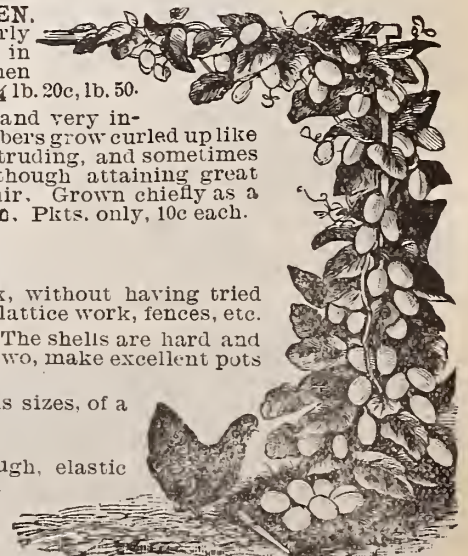 EN.
rly
in
nen
lb. 20c, lb. 50.
and very in-
bers grow curled up like
truding, and sometimes
though attaining great
air. Grown chiefly as a
Pkts. only, 10c each.
, without having tried
lattice work, fences, etc.
The shells are hard and
wo, make excellent pots
s sizes, of a
ugh, elastic